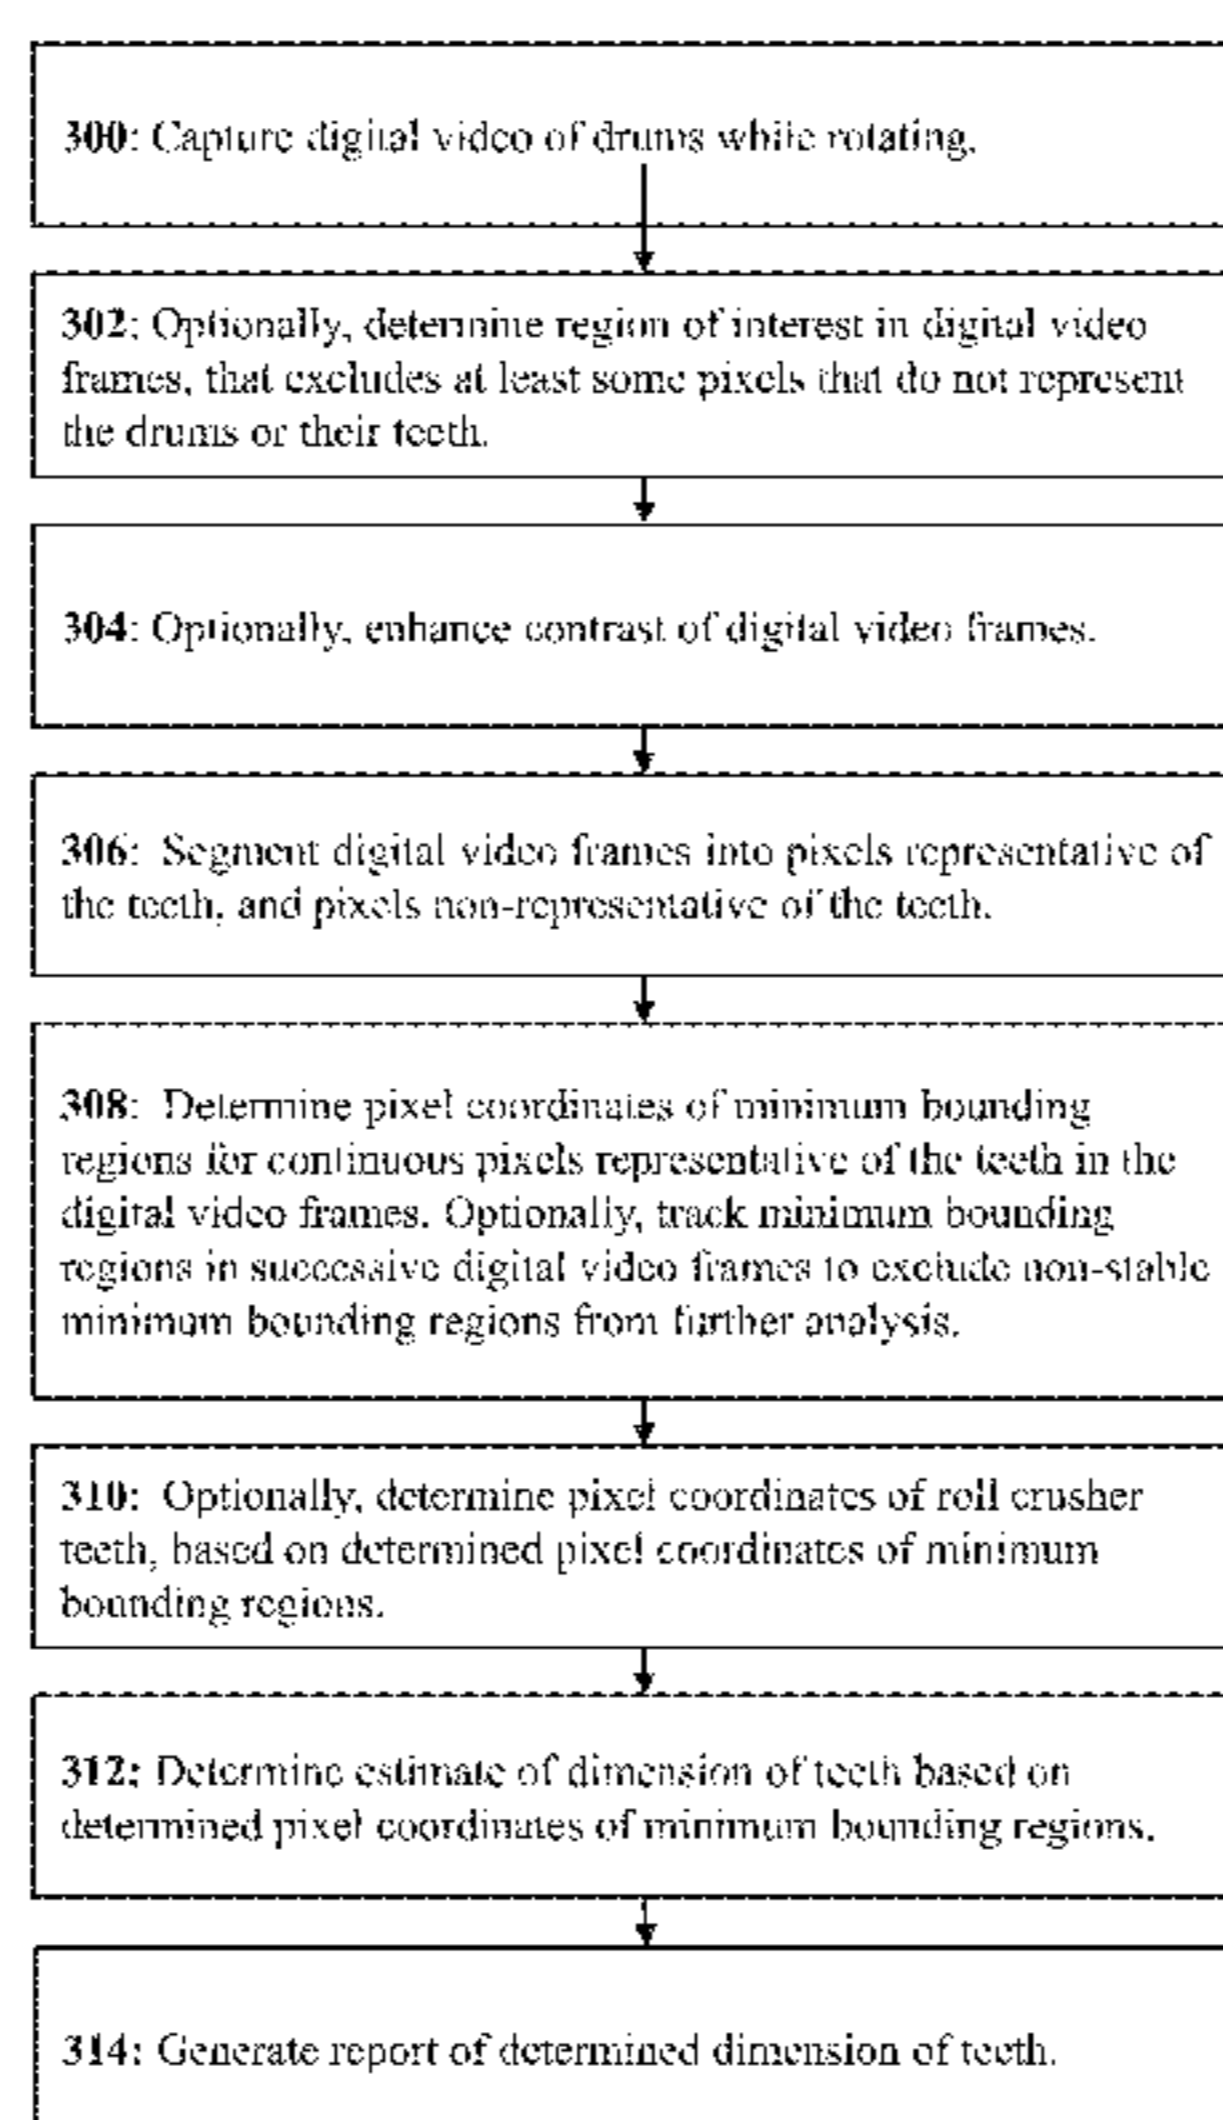 300: Capture digital video of drums while rotating.
302: Optionally, determine region of interest in digital video
frames, that excludes at least some pixels that do not represent
the drums or their teeth.
304: Optionally, enhance contrast of digital video frames.
306: Segment digital video frames into pixels representative of
the teeth, and pixels non-representative of the teeth.
308: Determine pixel coordinates of minimum bounding
regions for continuous pixels representative of the teeth in the
digital video frames. Optionally, track minimum bounding
regions in successive digital video frames to exclude non-stable
minimum bounding regions from further analysis.
310: Optionally, determine pixel coordinates of roll crusher
teeth, based on determined pixel coordinates of minimum
bounding regions.
312: Determine estimate of dimension of teeth based on
determined pixel coordinates of minimum bounding regions.
314: Generate report of determined dimension of teeth.